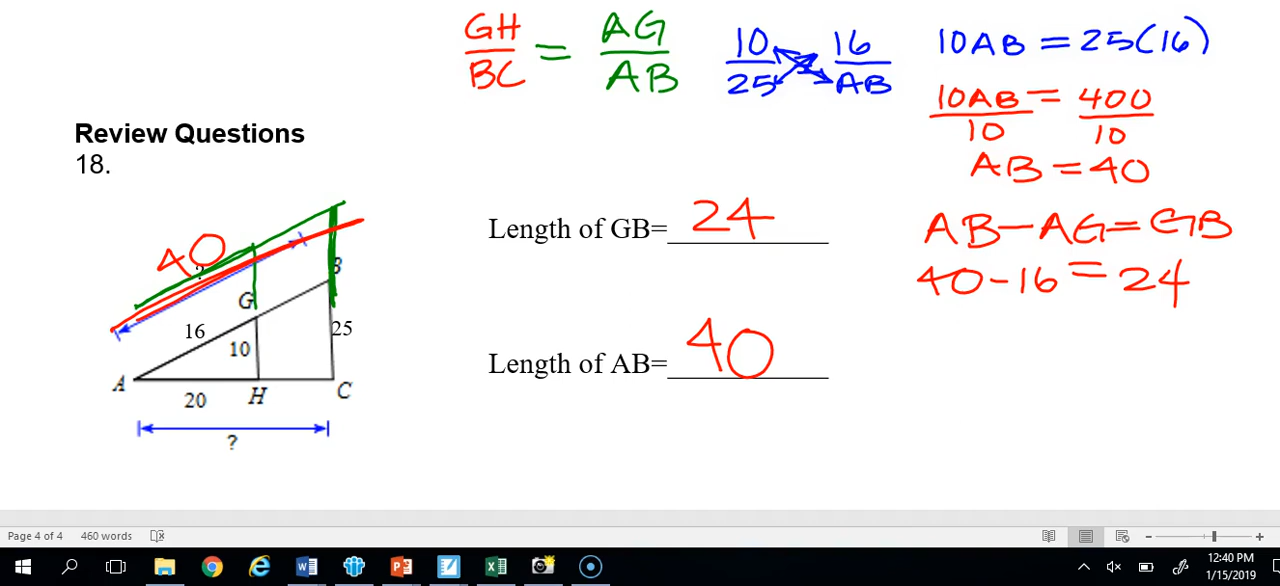 GH/BC = AG/AB
10/25 16/AB
10AB = 25(16)
10AB/10 = 400/10
AB = 40
AB - AG = GB
40 - 16 = 24
Review Questions
18.
40
?
B
G
16
10
25
A
20
H
C
?
Length of GB= 24
Length of AB= 40
Page 4 of 4 460 words
12:40 PM
1/15/2019